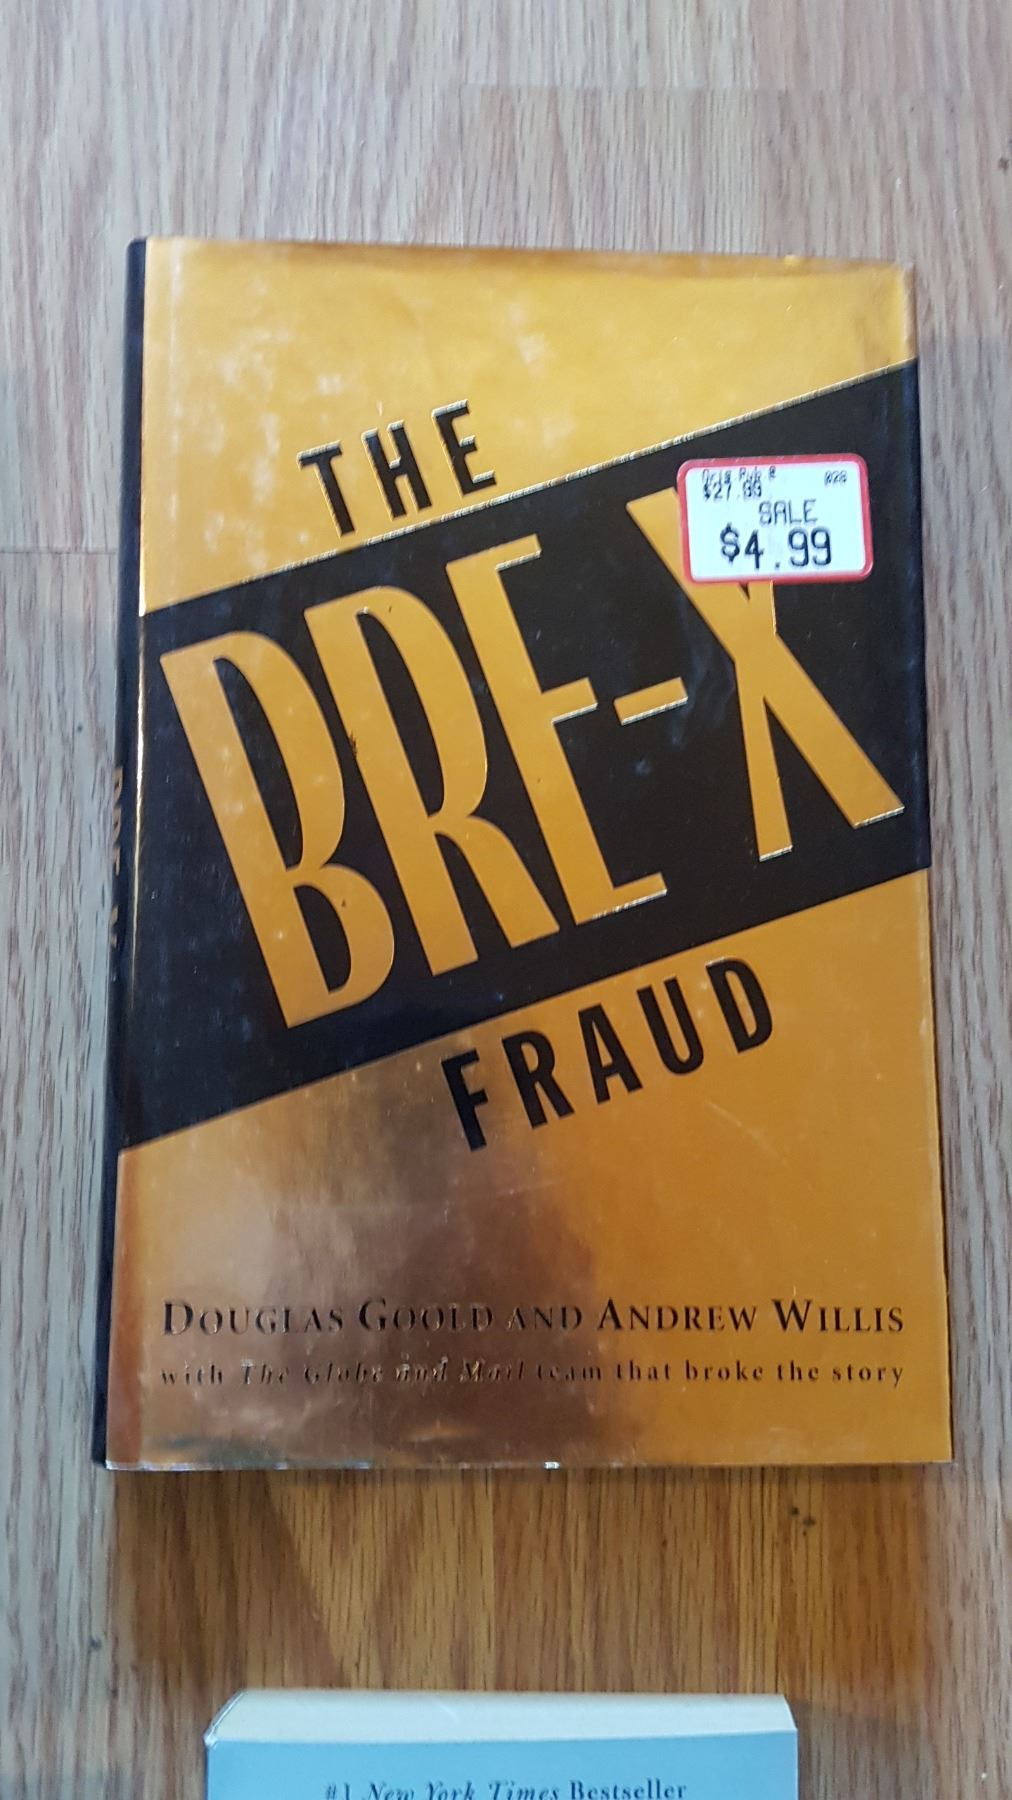 THE
Orig Pub @ 028
$27.99
SALE
$4.99
BRE-X
FRAUD
DOUGLAS GOOLD AND ANDREW WILLIS
with The Globe and Mail team that broke the story
#1 New York Times Bestseller